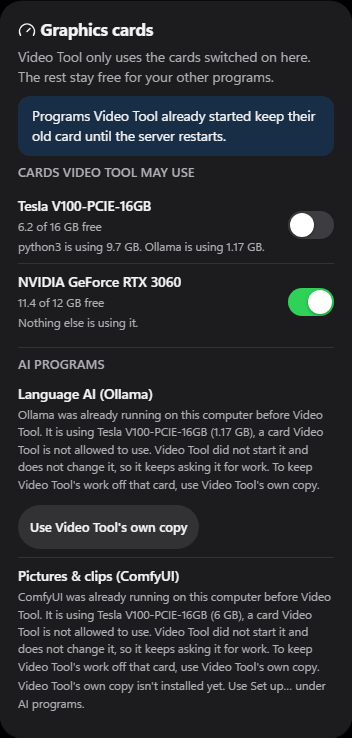 Graphics cards
Video Tool only uses the cards switched on here.
The rest stay free for your other programs.
Programs Video Tool already started keep their
old card until the server restarts.
CARDS VIDEO TOOL MAY USE
Tesla V100-PCIE-16GB
6.2 of 16 GB free
python3 is using 9.7 GB. Ollama is using 1.17 GB.
NVIDIA GeForce RTX 3060
11.4 of 12 GB free
Nothing else is using it.
AI PROGRAMS
Language AI (Ollama)
Ollama was already running on this computer before Video
Tool. It is using Tesla V100-PCIE-16GB (1.17 GB), a card Video
Tool is not allowed to use. Video Tool did not start it and
does not change it, so it keeps asking it for work. To keep
Video Tool's work off that card, use Video Tool's own copy.
Use Video Tool's own copy
Pictures & clips (ComfyUI)
ComfyUI was already running on this computer before Video
Tool. It is using Tesla V100-PCIE-16GB (6 GB), a card Video
Tool is not allowed to use. Video Tool did not start it and
does not change it, so it keeps asking it for work. To keep
Video Tool's work off that card, use Video Tool's own copy.
Video Tool's own copy isn't installed yet. Use Set up... under
AI programs.